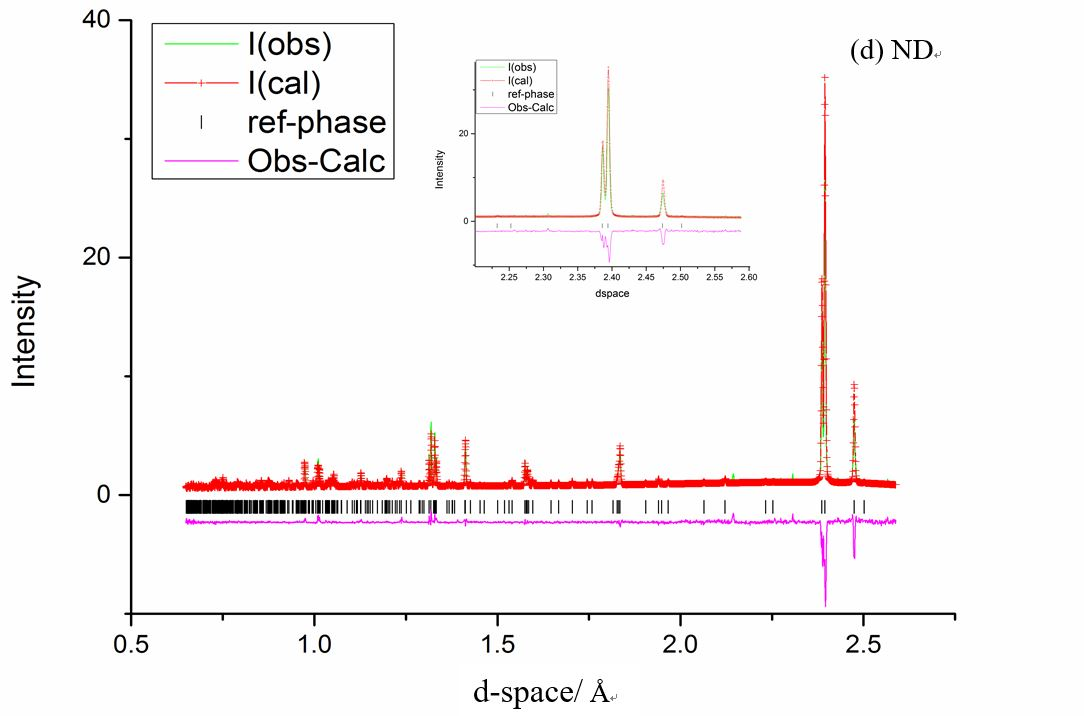 40
20
0
Intensity
I(obs)
I(cal)
ref-phase
Obs-Calc
(d) ND↵
I(obs)
I(cal)
ref-phase
Obs-Calc
20
0
Intensity
2.25 2.30 2.35 2.40 2.45 2.50 2.55 2.60
dspace
0.5 1.0 1.5 2.0 2.5
d-space/ Å↵